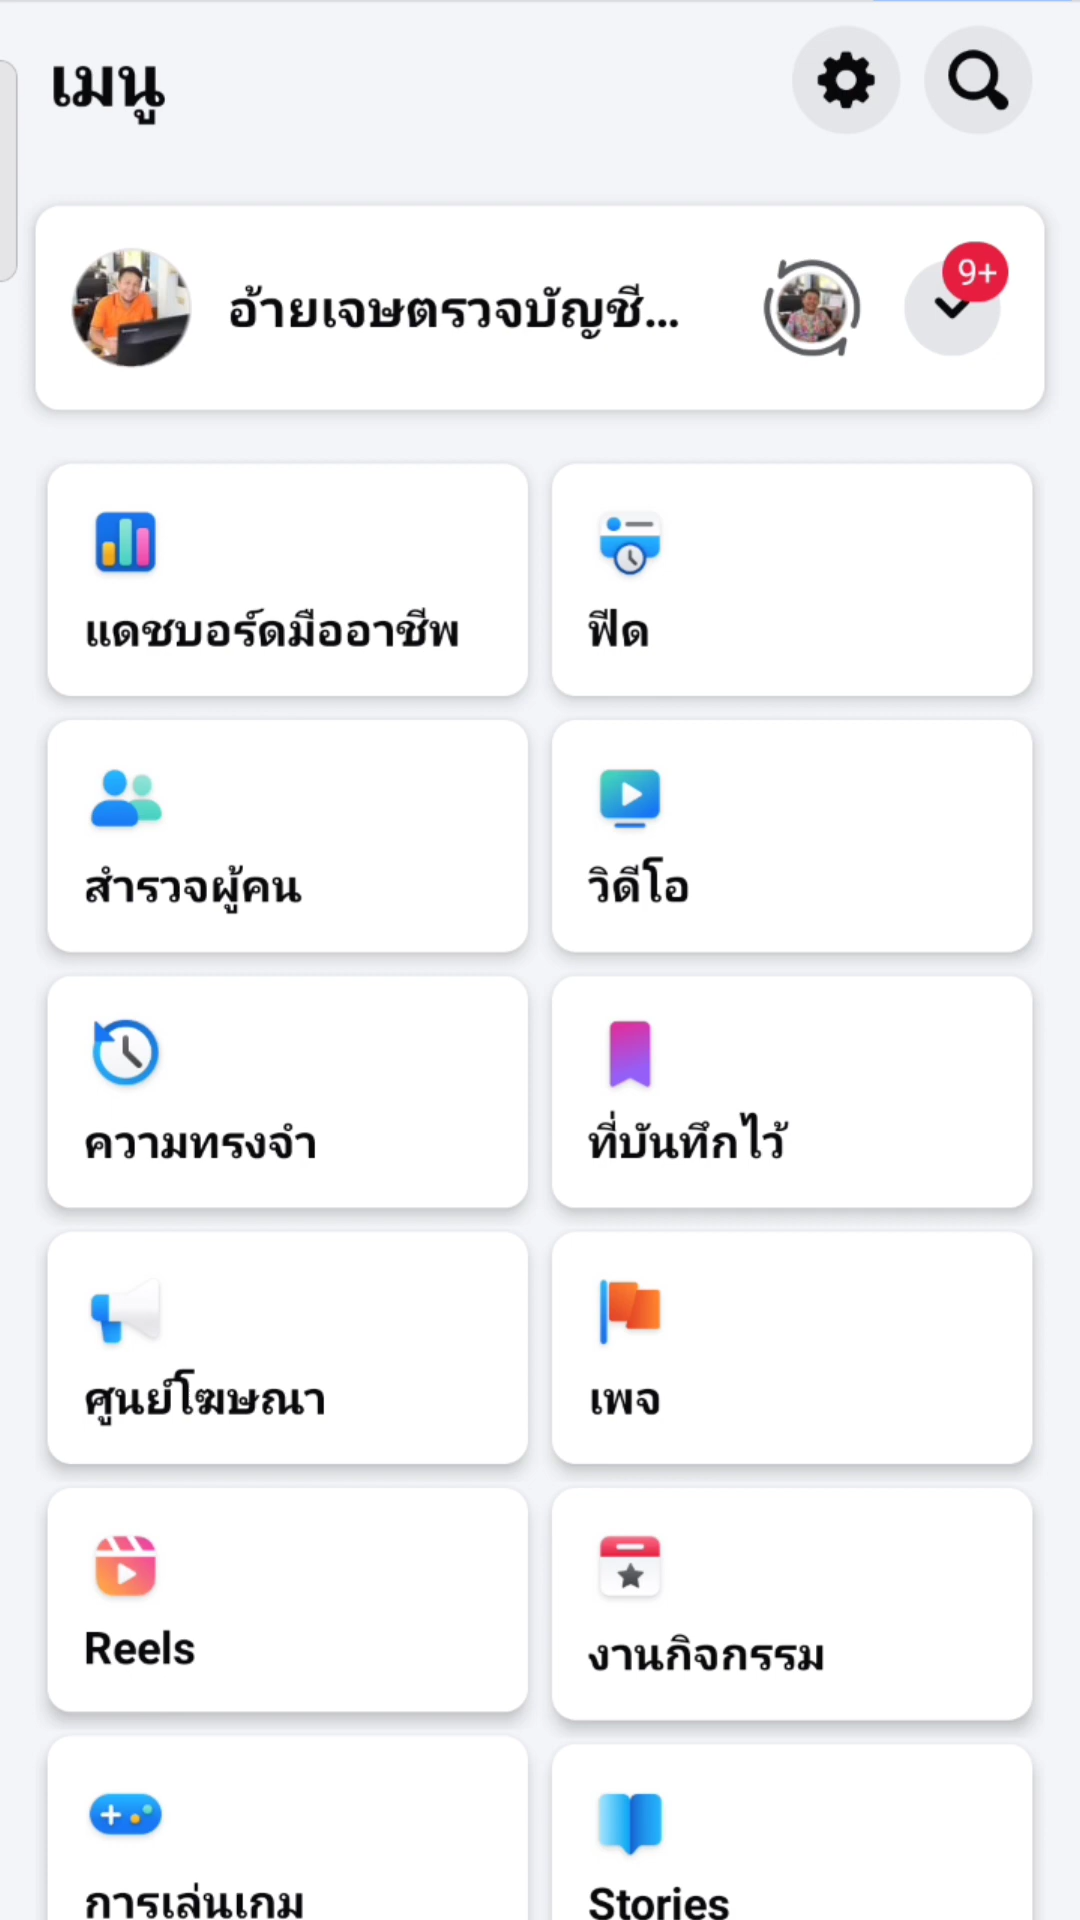 เมนู
อ้ายเจษตรวจบัญชี...
9+
แดชบอร์ดมืออาชีพ
ฟีด
สำรวจผู้คน
วิดีโอ
ความทรงจำ
ที่บันทึกไว้
ศูนย์โฆษณา
เพจ
Reels
งานกิจกรรม
การเล่นเกม
Stories